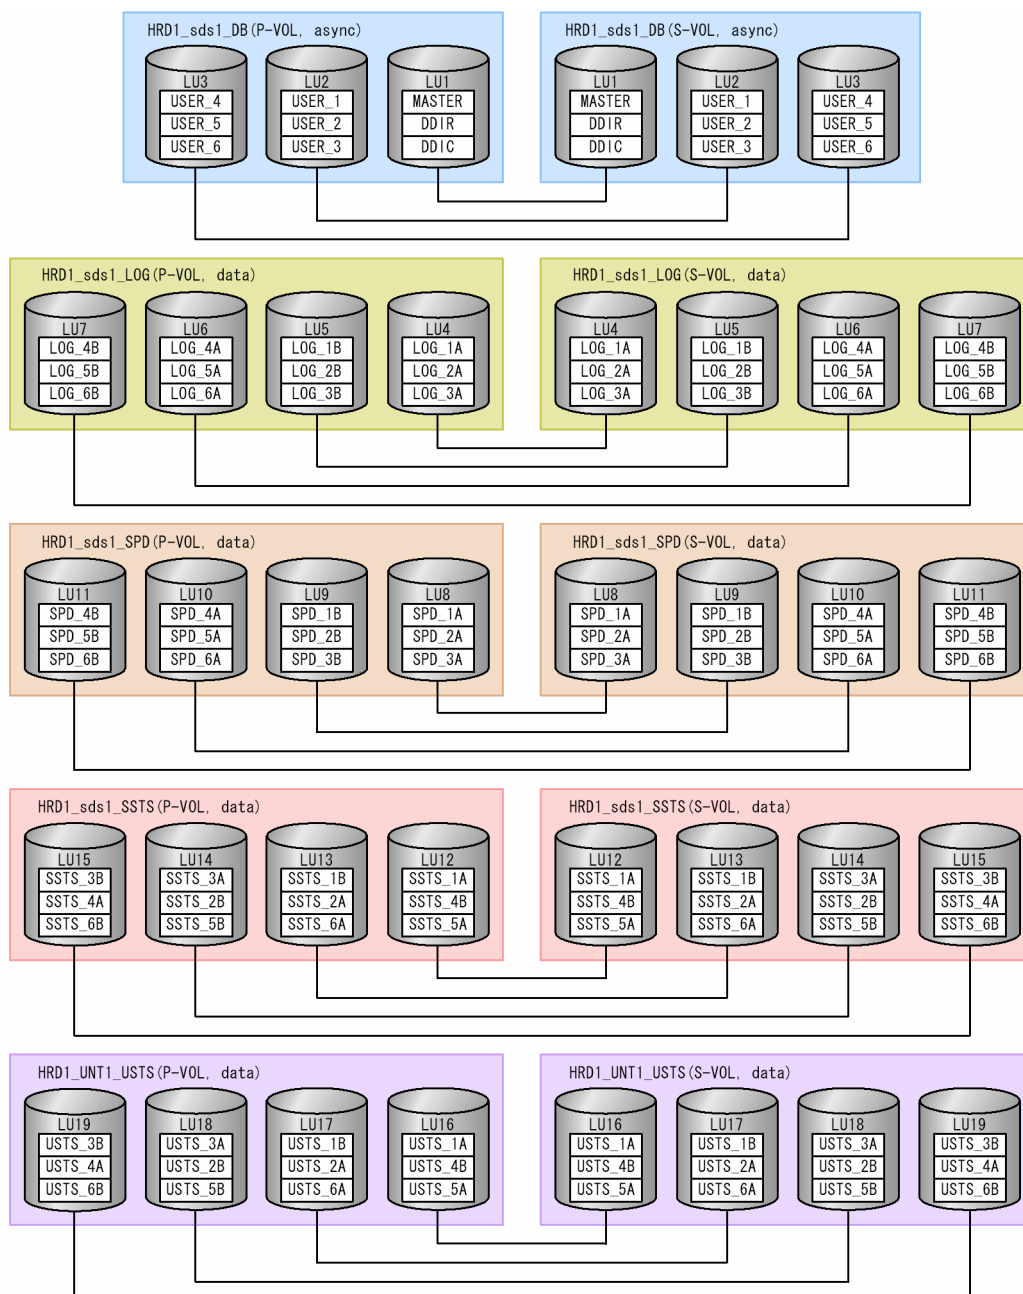 HRD1_sds1_DB(P-VOL, async)
LU3
USER_4
USER_5
USER_6
LU2
USER_1
USER_2
USER_3
LU1
MASTER
DDIR
DDIC
HRD1_sds1_DB(S-VOL, async)
LU1
MASTER
DDIR
DDIC
LU2
USER_1
USER_2
USER_3
LU3
USER_4
USER_5
USER_6
HRD1_sds1_LOG(P-VOL, data)
LU7
LOG_4B
LOG_5B
LOG_6B
LU6
LOG_4A
LOG_5A
LOG_6A
LU5
LOG_1B
LOG_2B
LOG_3B
LU4
LOG_1A
LOG_2A
LOG_3A
HRD1_sds1_LOG(S-VOL, data)
LU4
LOG_1A
LOG_2A
LOG_3A
LU5
LOG_1B
LOG_2B
LOG_3B
LU6
LOG_4A
LOG_5A
LOG_6A
LU7
LOG_4B
LOG_5B
LOG_6B
HRD1_sds1_SPD(P-VOL, data)
LU11
SPD_4B
SPD_5B
SPD_6B
LU10
SPD_4A
SPD_5A
SPD_6A
LU9
SPD_1B
SPD_2B
SPD_3B
LU8
SPD_1A
SPD_2A
SPD_3A
HRD1_sds1_SPD(S-VOL, data)
LU8
SPD_1A
SPD_2A
SPD_3A
LU9
SPD_1B
SPD_2B
SPD_3B
LU10
SPD_4A
SPD_5A
SPD_6A
LU11
SPD_4B
SPD_5B
SPD_6B
HRD1_sds1_SSTS(P-VOL, data)
LU15
SSTS_3B
SSTS_4A
SSTS_6B
LU14
SSTS_3A
SSTS_2B
SSTS_5B
LU13
SSTS_1B
SSTS_2A
SSTS_6A
LU12
SSTS_1A
SSTS_4B
SSTS_5A
HRD1_sds1_SSTS(S-VOL, data)
LU12
SSTS_1A
SSTS_4B
SSTS_5A
LU13
SSTS_1B
SSTS_2A
SSTS_6A
LU14
SSTS_3A
SSTS_2B
SSTS_5B
LU15
SSTS_3B
SSTS_4A
SSTS_6B
HRD1_UNT1_USTS(P-VOL, data)
LU19
USTS_3B
USTS_4A
USTS_6B
LU18
USTS_3A
USTS_2B
USTS_5B
LU17
USTS_1B
USTS_2A
USTS_6A
LU16
USTS_1A
USTS_4B
USTS_5A
HRD1_UNT1_USTS(S-VOL, data)
LU16
USTS_1A
USTS_4B
USTS_5A
LU17
USTS_1B
USTS_2A
USTS_6A
LU18
USTS_3A
USTS_2B
USTS_5B
LU19
USTS_3B
USTS_4A
USTS_6B